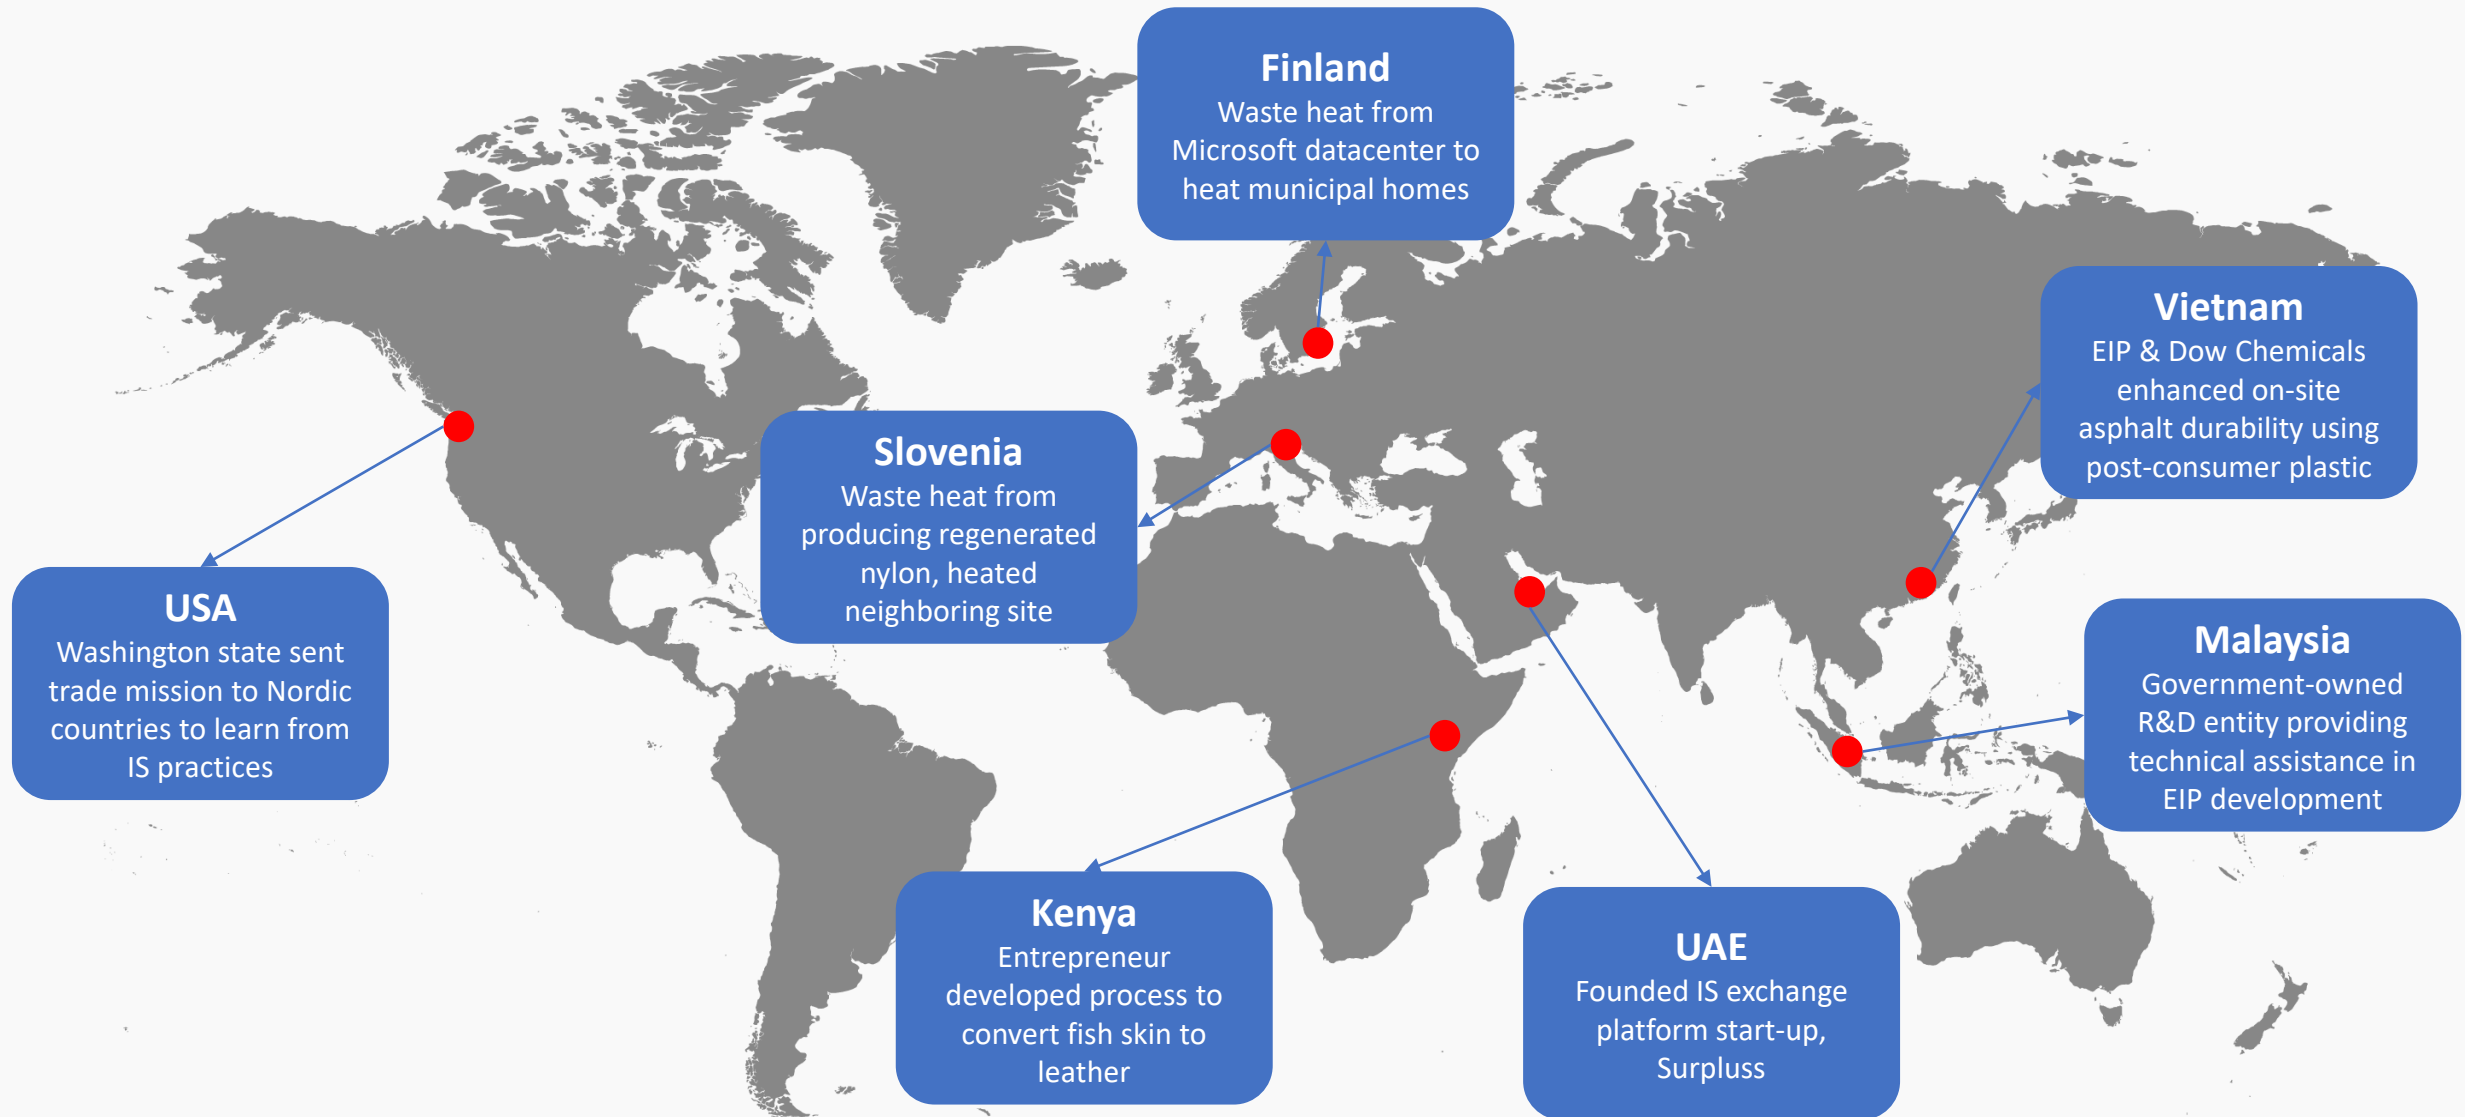 Finland
Waste heat from
Microsoft datacenter to
heat municipal homes
Vietnam
EIP & Dow Chemicals
enhanced on-site
asphalt durability using
post-consumer plastic
Slovenia
Waste heat from
producing regenerated
nylon, heated
neighboring site
USA
Washington state sent
trade mission to Nordic
countries to learn from
IS practices
Malaysia
Government-owned
R&D entity providing
technical assistance in
EIP development
Kenya
Entrepreneur
developed process to
convert fish skin to
leather
UAE
Founded IS exchange
platform start-up,
Surpluss